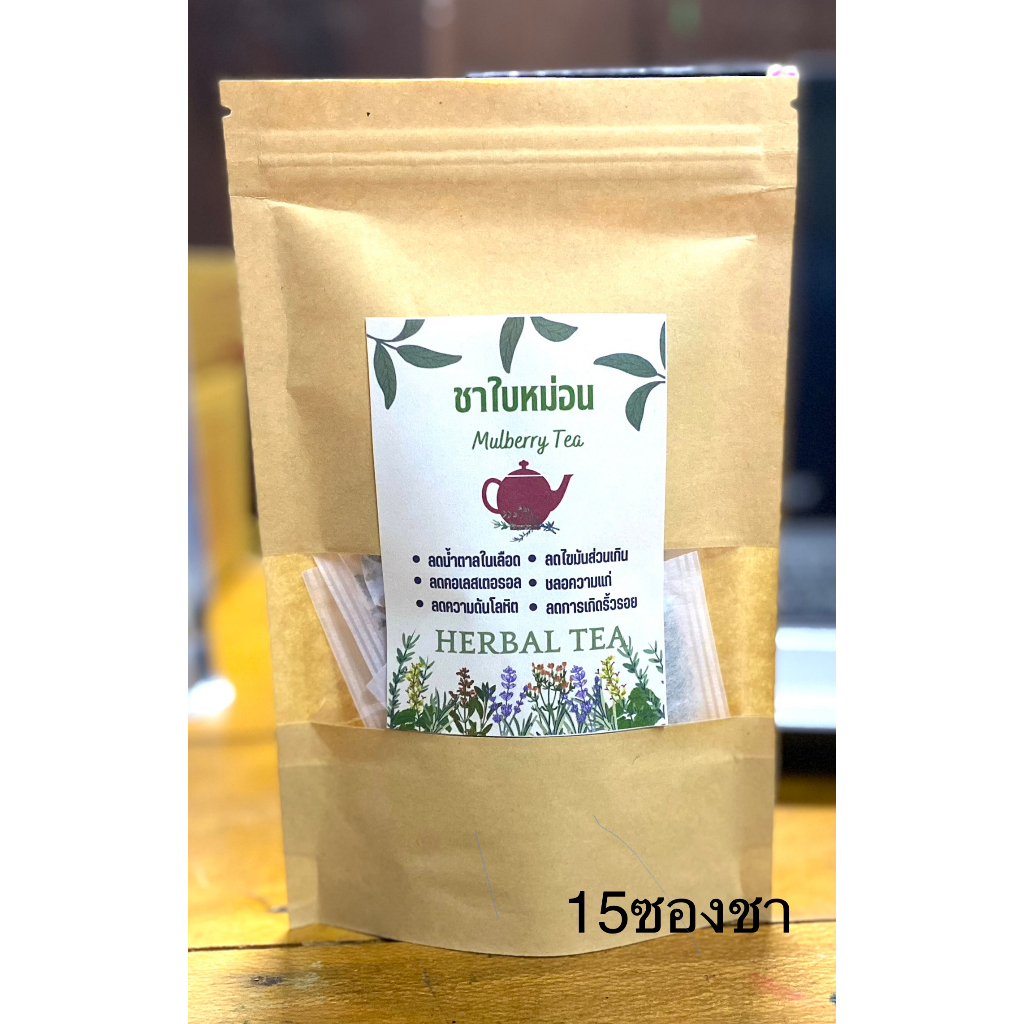 ชาใบหม่อน
Mulberry Tea
• ลดน้ำตาลในเลือด • ลดไขมันส่วนเกิน
• ลดคอเลสเตอรอล • ชลอความแก่
• ลดความดันโลหิต • ลดการเกิดริ้วรอย
HERBAL TEA
15ซองชา